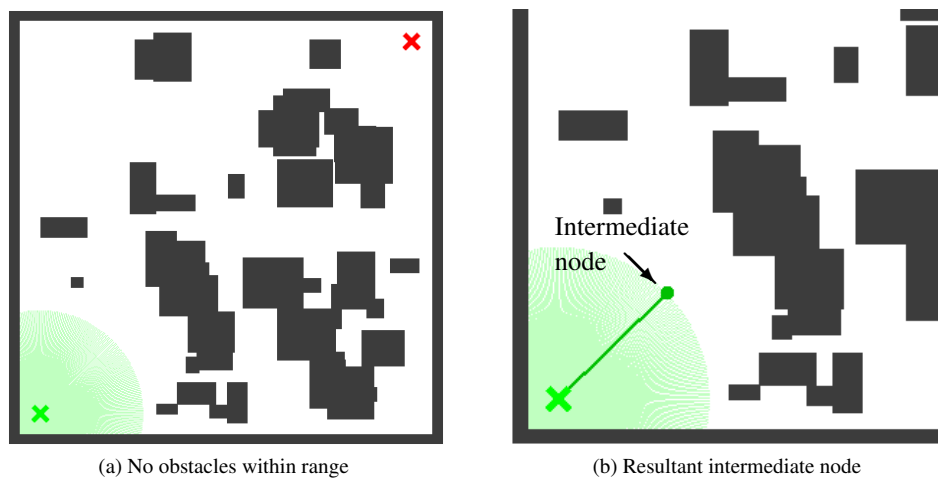 Intermediate
node
(a) No obstacles within range
(b) Resultant intermediate node